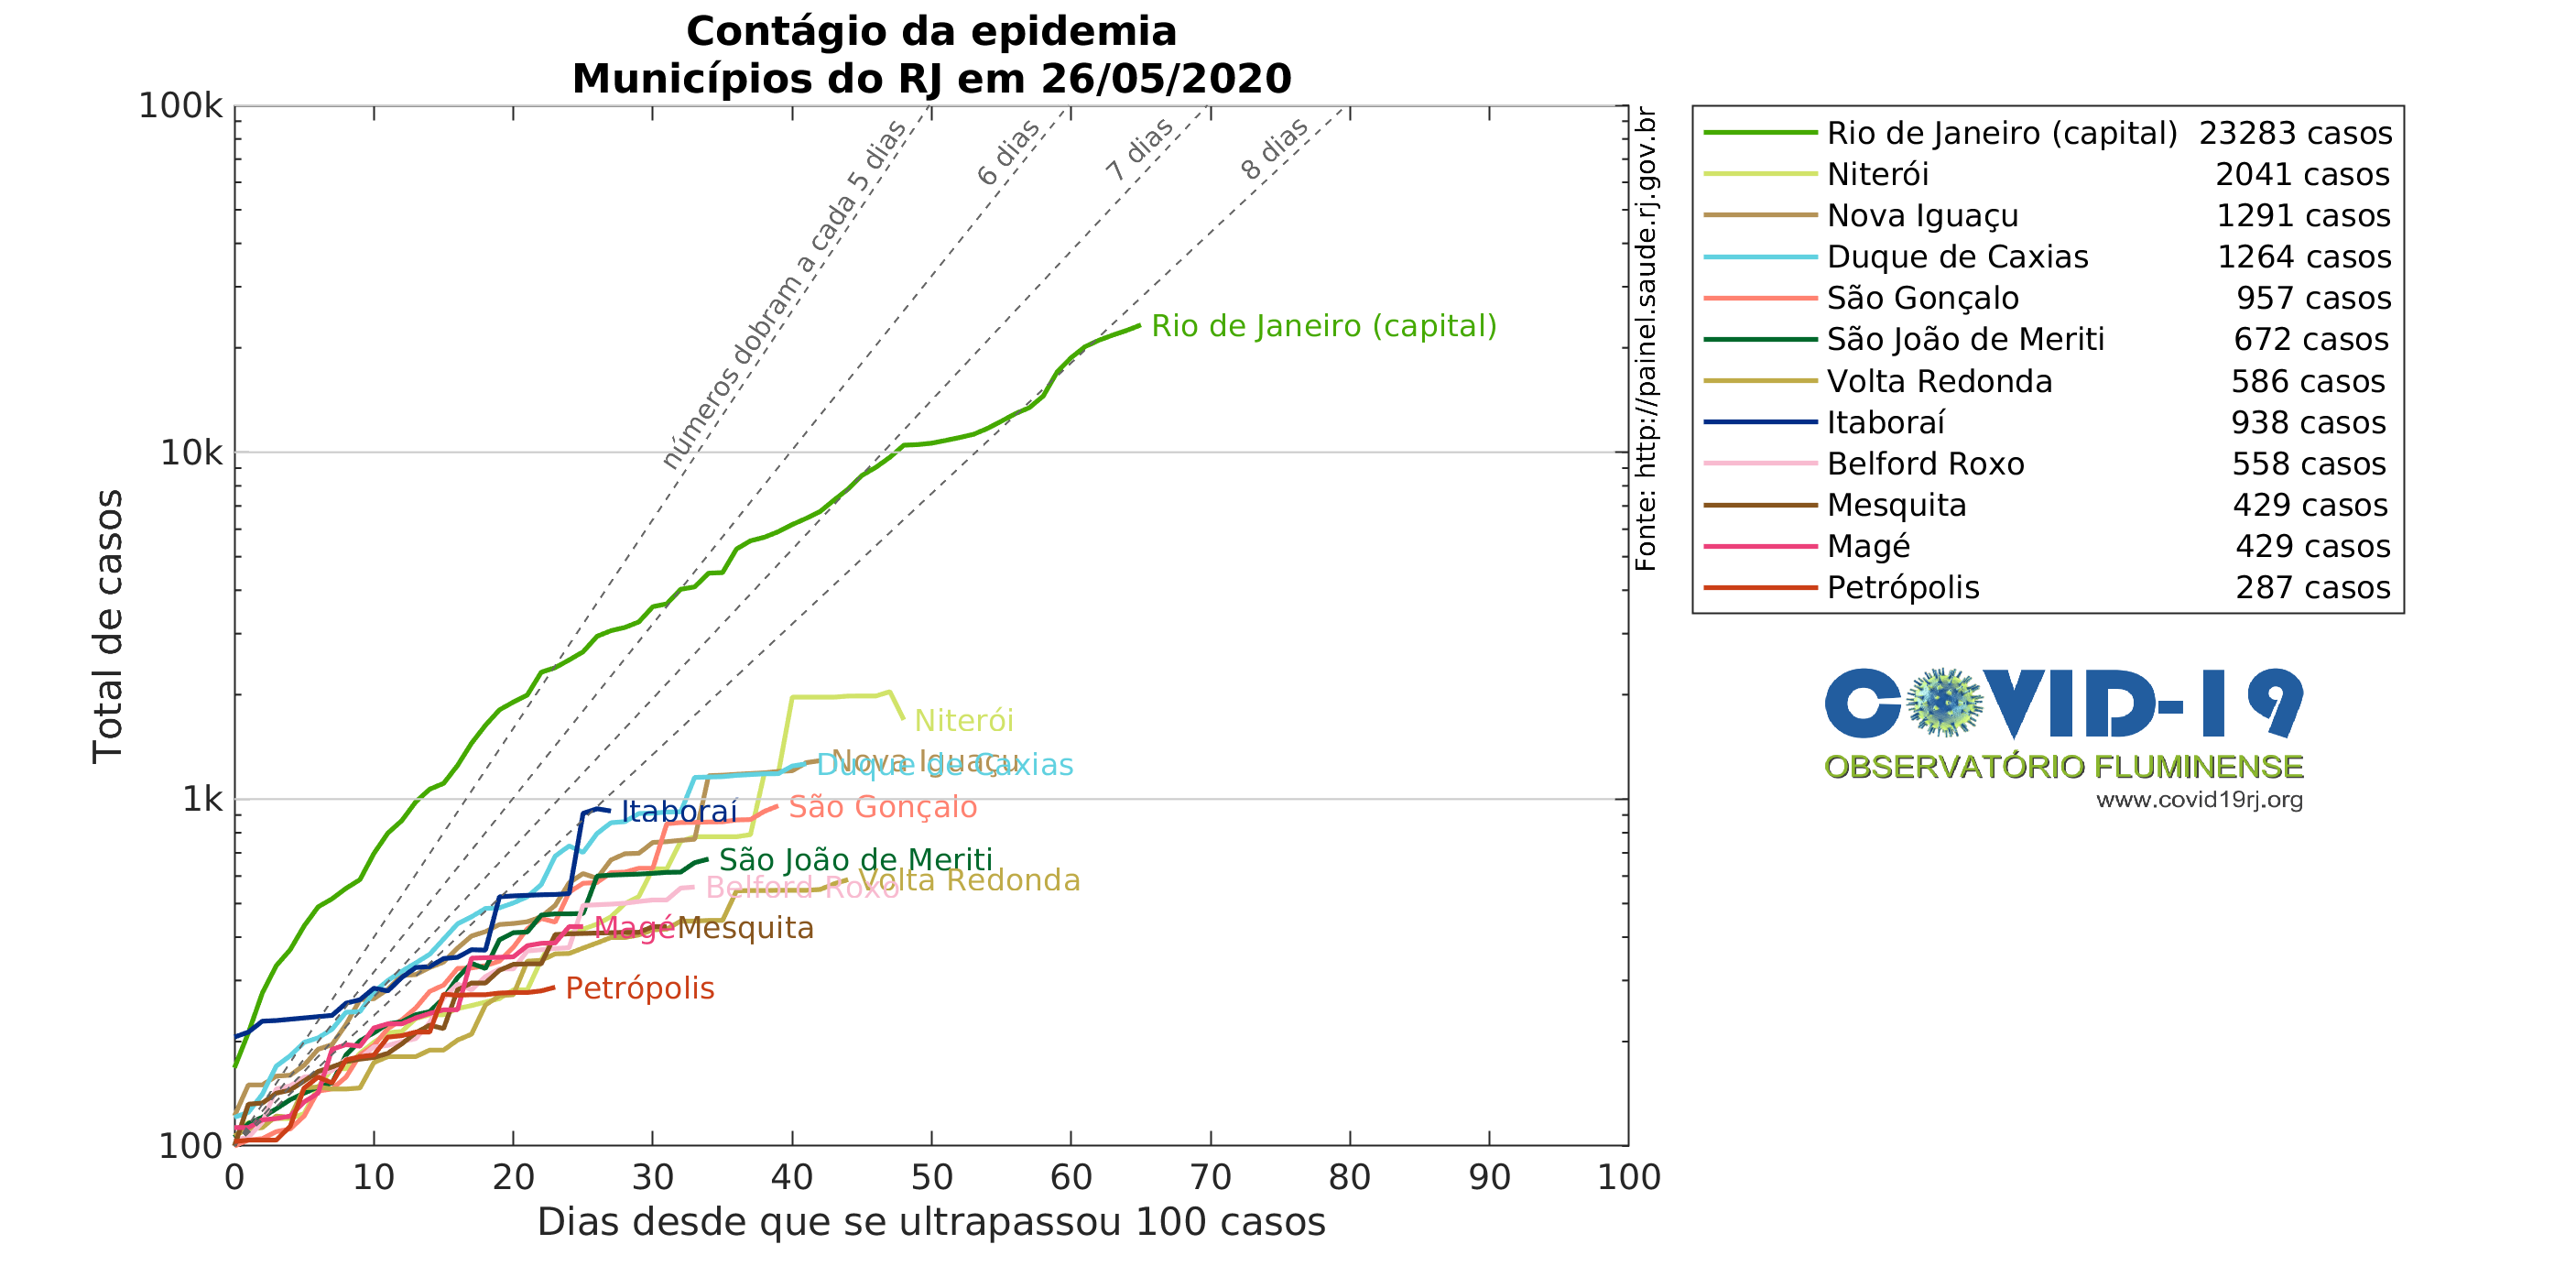 Contágio da epidemia
Municípios do RJ em 26/05/2020
100k
10k
1k
100
Total de casos
0 10 20 30 40 50 60 70 80 90 100
Dias desde que se ultrapassou 100 casos
números dobram a cada 5 dias
6 dias
7 dias
8 dias
Rio de Janeiro (capital)
Niterói
Nova Iguaçu
Duque de Caxias
Itaboraí
São Gonçalo
São João de Meriti
Volta Redonda
Belford Roxo
Magé
Mesquita
Petrópolis
Fonte: http://painel.saude.rj.gov.br
Rio de Janeiro (capital) 23283 casos
Niterói 2041 casos
Nova Iguaçu 1291 casos
Duque de Caxias 1264 casos
São Gonçalo 957 casos
São João de Meriti 672 casos
Volta Redonda 586 casos
Itaboraí 938 casos
Belford Roxo 558 casos
Mesquita 429 casos
Magé 429 casos
Petrópolis 287 casos
COVID-19
OBSERVATÓRIO FLUMINENSE
www.covid19rj.org